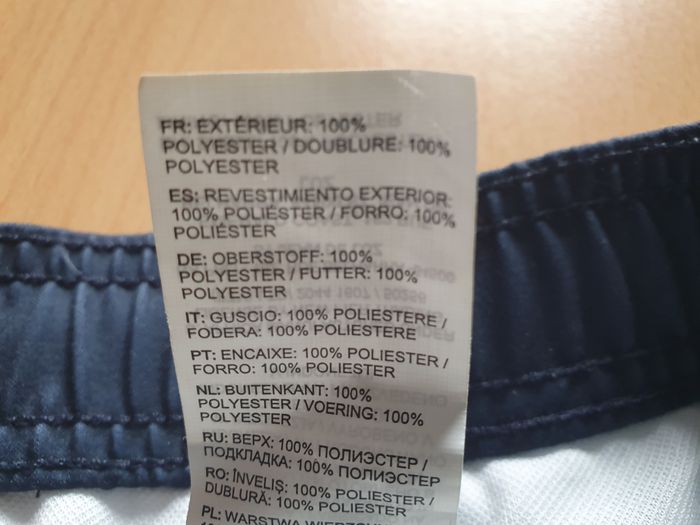 FR: EXTÉRIEUR: 100%
POLYESTER / DOUBLURE: 100%
POLYESTER
ES: REVESTIMIENTO EXTERIOR:
100% POLIÉSTER / FORRO: 100%
POLIÉSTER
DE: OBERSTOFF: 100%
POLYESTER / FUTTER: 100%
POLYESTER
IT: GUSCIO: 100% POLIESTERE /
FODERA: 100% POLIESTERE
PT: ENCAIXE: 100% POLIESTER /
FORRO: 100% POLIESTER
NL: BUITENKANT: 100%
POLYESTER / VOERING: 100%
POLYESTER
RU: ВЕРХ: 100% ПОЛИЭСТЕР /
ПОДКЛАДКА: 100% ПОЛИЭСТЕР
RO: ÎNVELIŞ: 100% POLIESTER /
DUBLURĂ: 100% POLIESTER
PL: WARSTWA